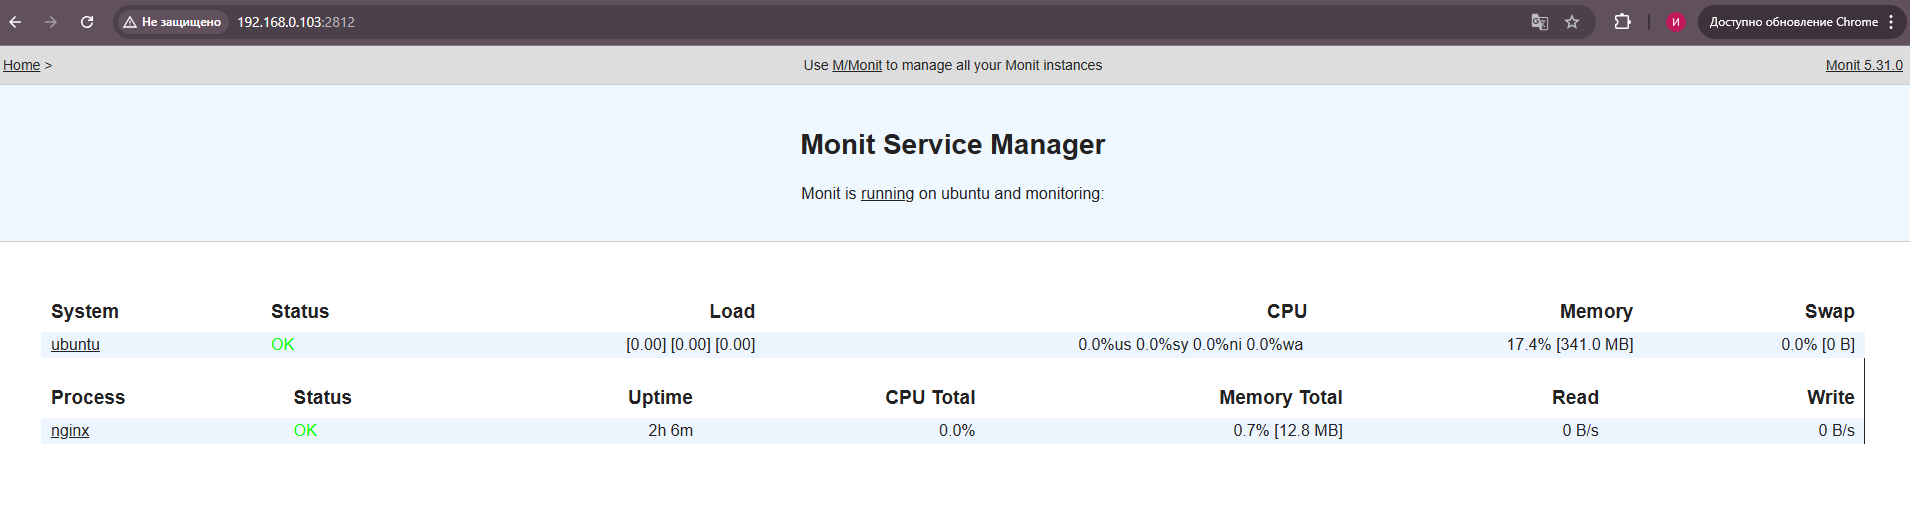 Не защищено 192.168.0.103:2812 И Доступно обновление Chrome
Home > Use M/Monit to manage all your Monit instances Monit 5.31.0
Monit Service Manager
Monit is running on ubuntu and monitoring:
System Status Load CPU Memory Swap
ubuntu OK [0.00] [0.00] [0.00] 0.0%us 0.0%sy 0.0%ni 0.0%wa 17.4% [341.0 MB] 0.0% [0 B]
Process Status Uptime CPU Total Memory Total Read Write
nginx OK 2h 6m 0.0% 0.7% [12.8 MB] 0 B/s 0 B/s